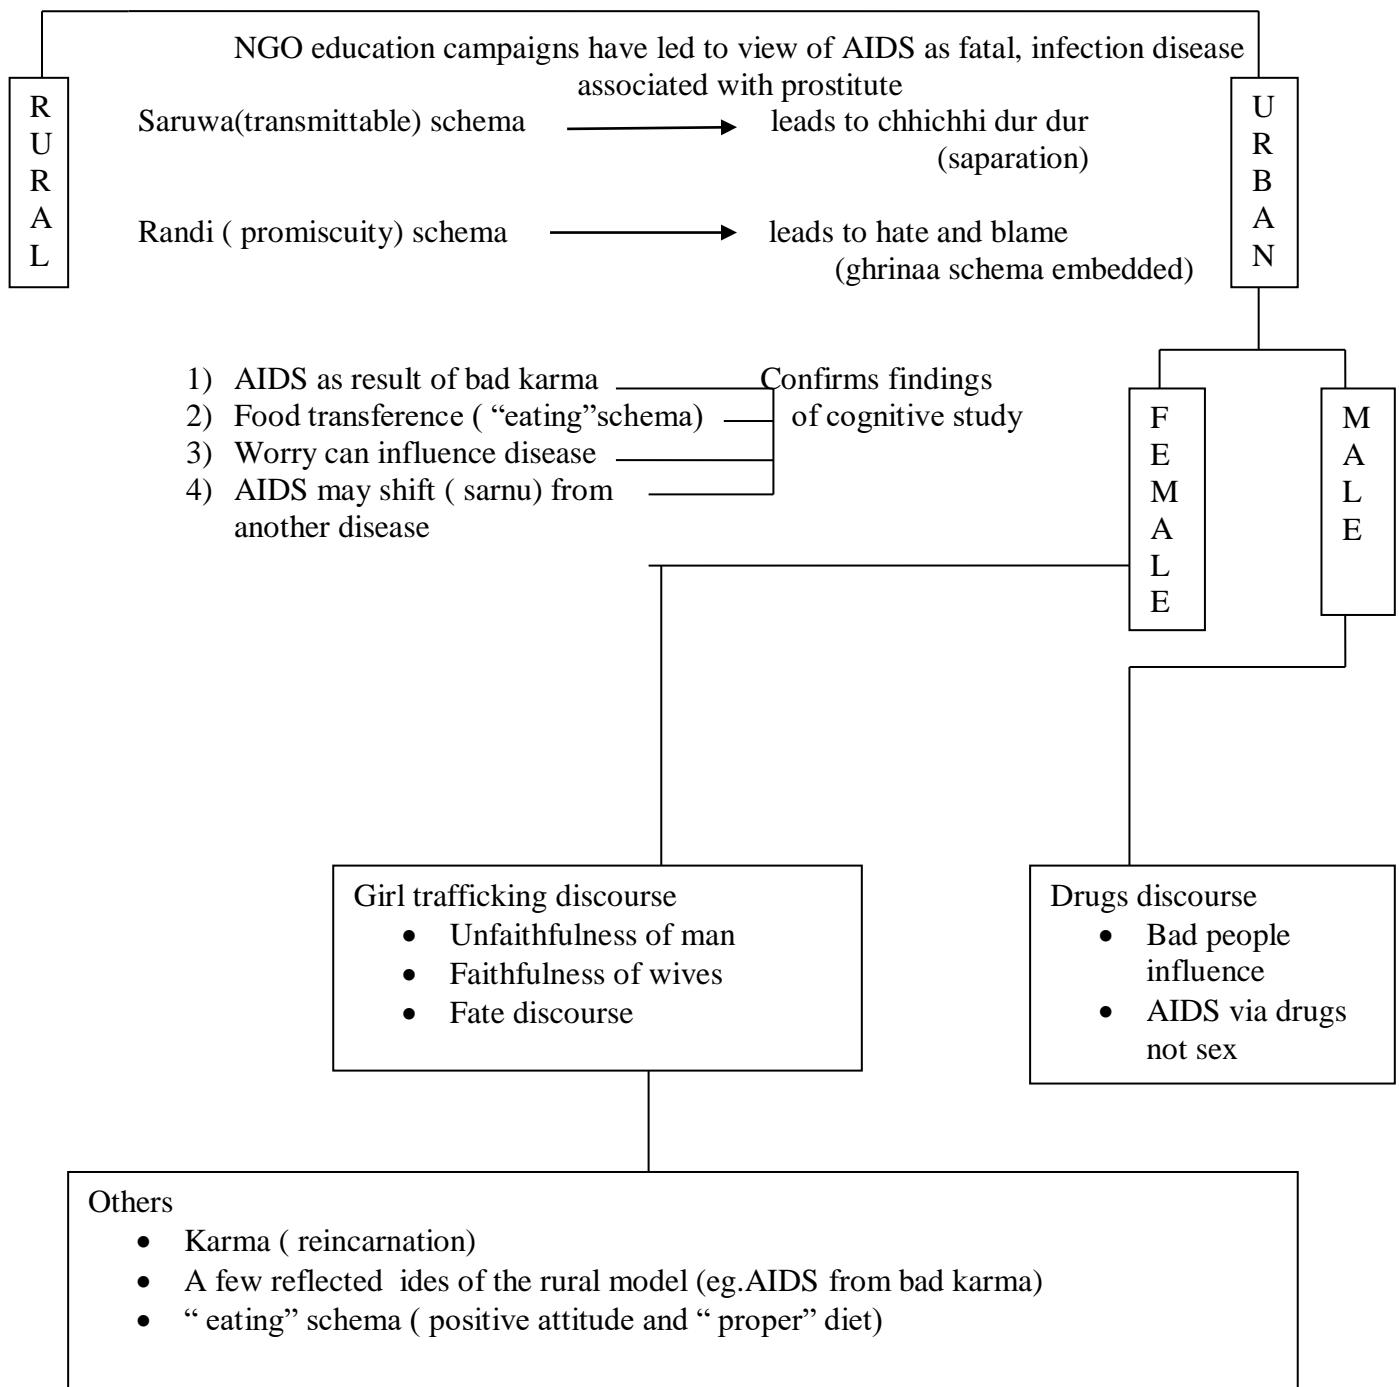 NGO education campaigns have led to view of AIDS as fatal, infection disease
associated with prostitute
RURAL
URBAN
Saruwa(transmittable) schema leads to chhichhi dur dur
(saparation)
Randi ( promiscuity) schema leads to hate and blame
(ghrinaa schema embedded)
1) AIDS as result of bad karma
2) Food transference ( “eating”schema)
3) Worry can influence disease
4) AIDS may shift ( sarnu) from
another disease
Confirms findings
of cognitive study
FEMALE
MALE
Girl trafficking discourse
• Unfaithfulness of man
• Faithfulness of wives
• Fate discourse
Drugs discourse
• Bad people
influence
• AIDS via drugs
not sex
Others
• Karma ( reincarnation)
• A few reflected ides of the rural model (eg.AIDS from bad karma)
• “ eating” schema ( positive attitude and “ proper” diet)